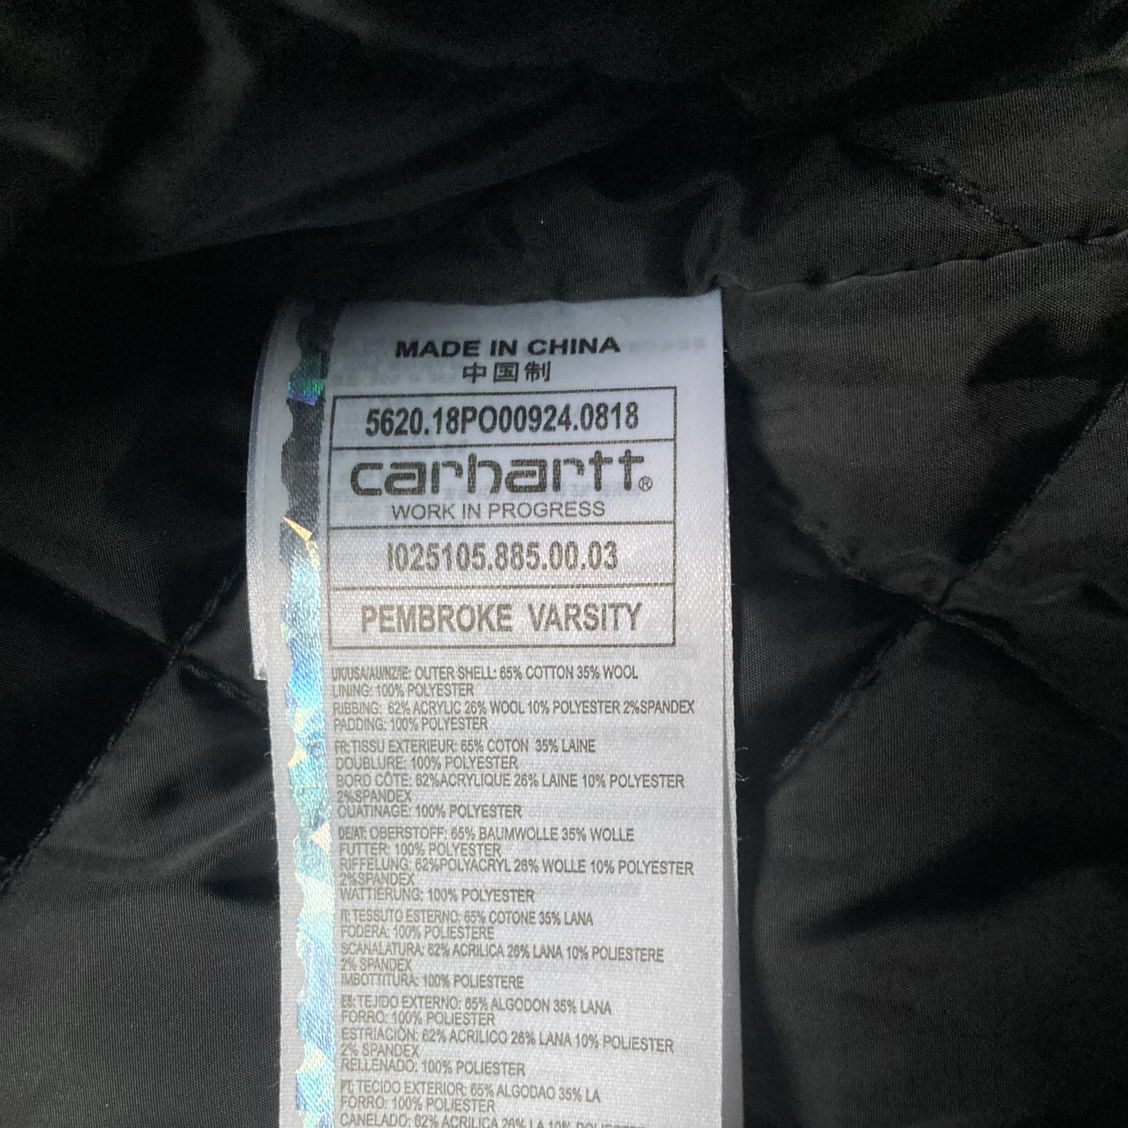 MADE IN CHINA
中国制
5620.18PO00924.0818
carhartt®
WORK IN PROGRESS
I025105.885.00.03
PEMBROKE VARSITY
UK/USA/AU/NZ/IE: OUTER SHELL: 65% COTTON 35% WOOL
LINING: 100% POLYESTER
RIBBING: 62% ACRYLIC 26% WOOL 10% POLYESTER 2%SPANDEX
PADDING: 100% POLYESTER
FR:TISSU EXTERIEUR: 65% COTON 35% LAINE
DOUBLURE: 100% POLYESTER
BORD CÔTE: 62%ACRYLIQUE 26% LAINE 10% POLYESTER
2%SPANDEX
OUATINAGE: 100% POLYESTER
DE/AT: OBERSTOFF: 65% BAUMWOLLE 35% WOLLE
FUTTER: 100% POLYESTER
RIFFELUNG: 62%POLYACRYL 26% WOLLE 10% POLYESTER
2%SPANDEX
WATTIERUNG: 100% POLYESTER
IT: TESSUTO ESTERNO: 65% COTONE 35% LANA
FODERA: 100% POLIESTERE
SCANALATURA: 62% ACRILICA 26% LANA 10% POLIESTERE
2% SPANDEX
IMBOTTITURA: 100% POLIESTERE
ES: TEJIDO EXTERNO: 65% ALGODON 35% LANA
FORRO: 100% POLIESTER
ESTRIACIÓN: 62% ACRILICO 26% LANA 10% POLIESTER
2% SPANDEX
RELLENADO: 100% POLIESTER
PT: TECIDO EXTERIOR: 65% ALGODAO 35% LA
FORRO: 100% POLIESTER
CANELADO: 62% ACRILICA 26% LA 10%